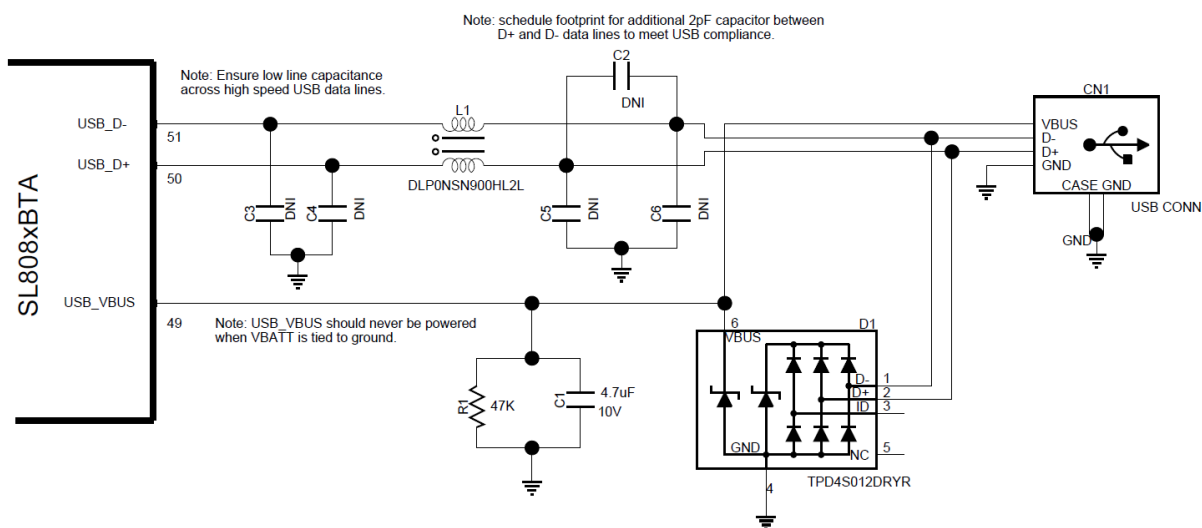 Note: schedule footprint for additional 2pF capacitor between
D+ and D- data lines to meet USB compliance.
C2
DNI
Note: Ensure low line capacitance
across high speed USB data lines.
L1
CN1
USB_D-
51
USB_D+
50
DLP0NSN900HL2L
VBUS
D-
D+
GND
CASE GND
USB CONN
GND
C3
DNI
C4
DNI
C5
DNI
C6
DNI
SL808xBTA
USB_VBUS
49
Note: USB_VBUS should never be powered
when VBATT is tied to ground.
R1
47K
C1
4.7uF
10V
6
VBUS
D1
D-
1
D+
2
ID
3
GND
NC
5
4
TPD4S012DRYR